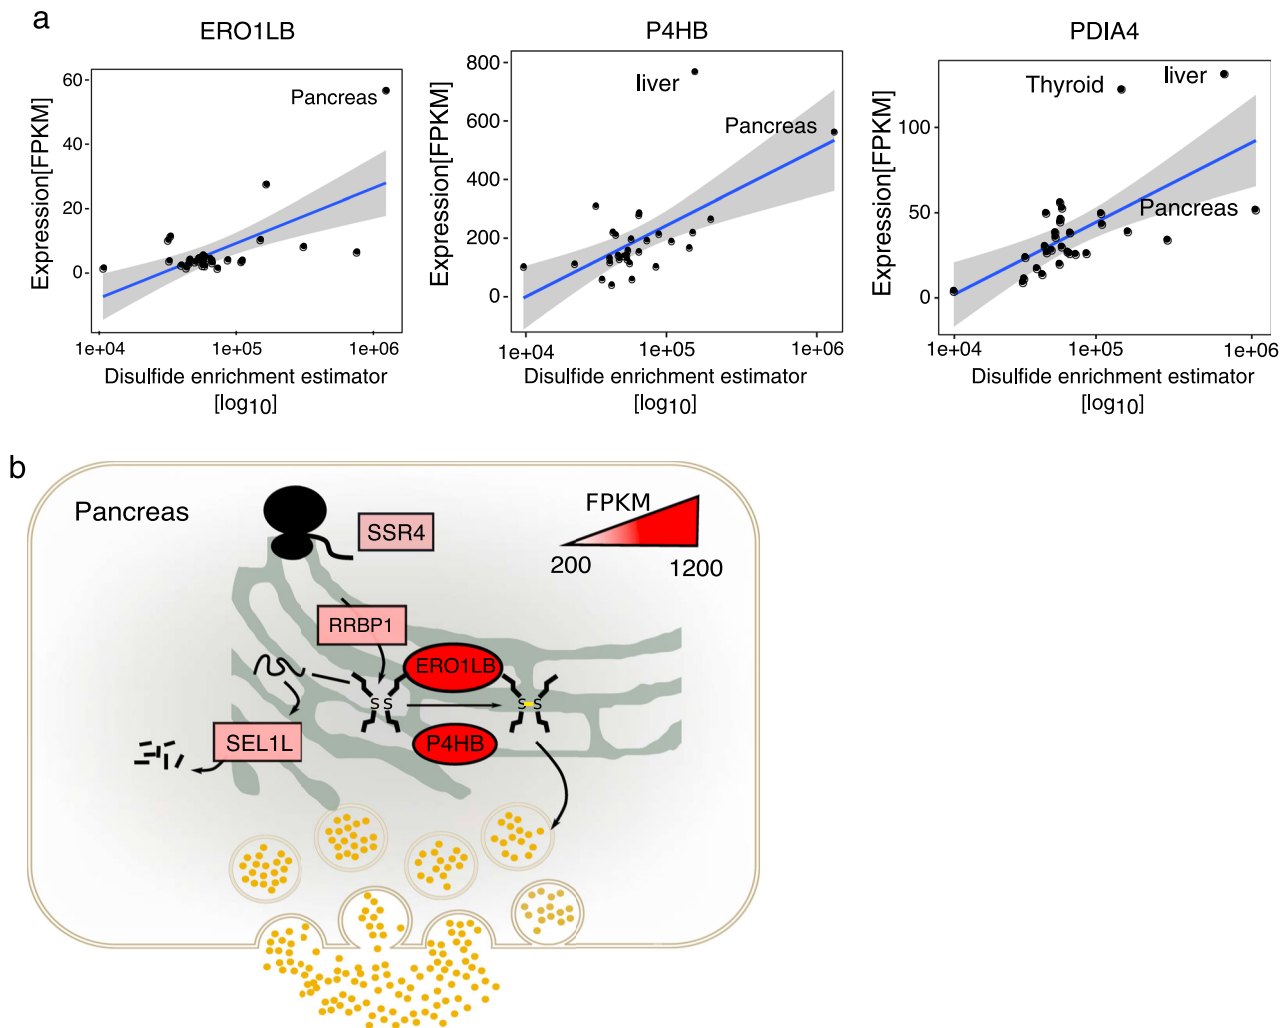 a
ERO1LB
Expression[FPKM]
60
40
20
0
Pancreas
1e+04
1e+05
1e+06
Disulfide enrichment estimator
[log10]
P4HB
Expression[FPKM]
800
600
400
200
0
liver
Pancreas
1e+04
1e+05
1e+06
Disulfide enrichment estimator
[log10]
PDIA4
Expression[FPKM]
100
50
0
Thyroid
liver
Pancreas
1e+04
1e+05
1e+06
Disulfide enrichment estimator
[log10]
b
Pancreas
SSR4
FPKM
200
1200
RRBP1
ERO1LB
S S
S S
SEL1L
P4HB